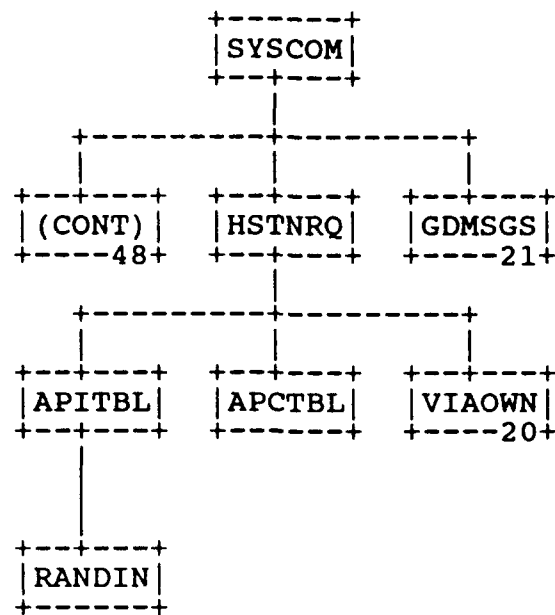 SYSCOM
(CONT) HSTNRQ GDMSGS
48 21
APITBL APCTBL VIAOWN
20
RANDIN